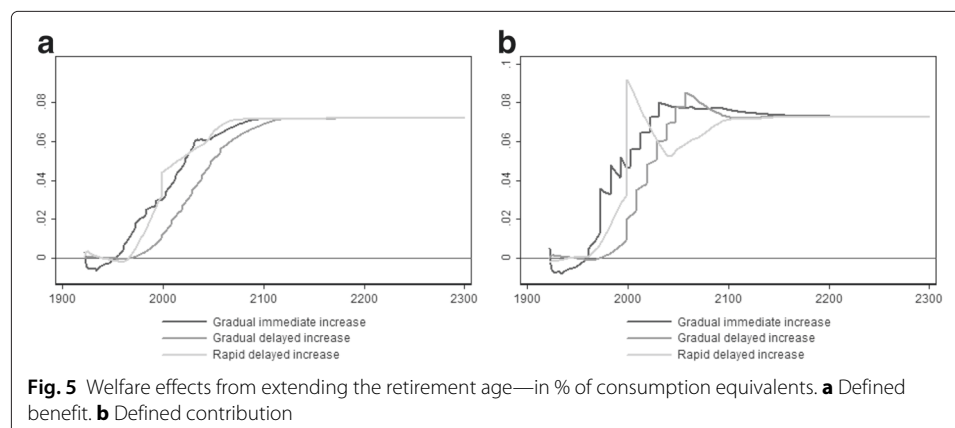 a
.08
.06
.04
.02
0
1900 2000 2100 2200 2300
Gradual immediate increase
Gradual delayed increase
Rapid delayed increase
b
.1
.08
.06
.04
.02
0
1900 2000 2100 2200 2300
Gradual immediate increase
Gradual delayed increase
Rapid delayed increase
Fig. 5 Welfare effects from extending the retirement age—in % of consumption equivalents. a Defined
benefit. b Defined contribution